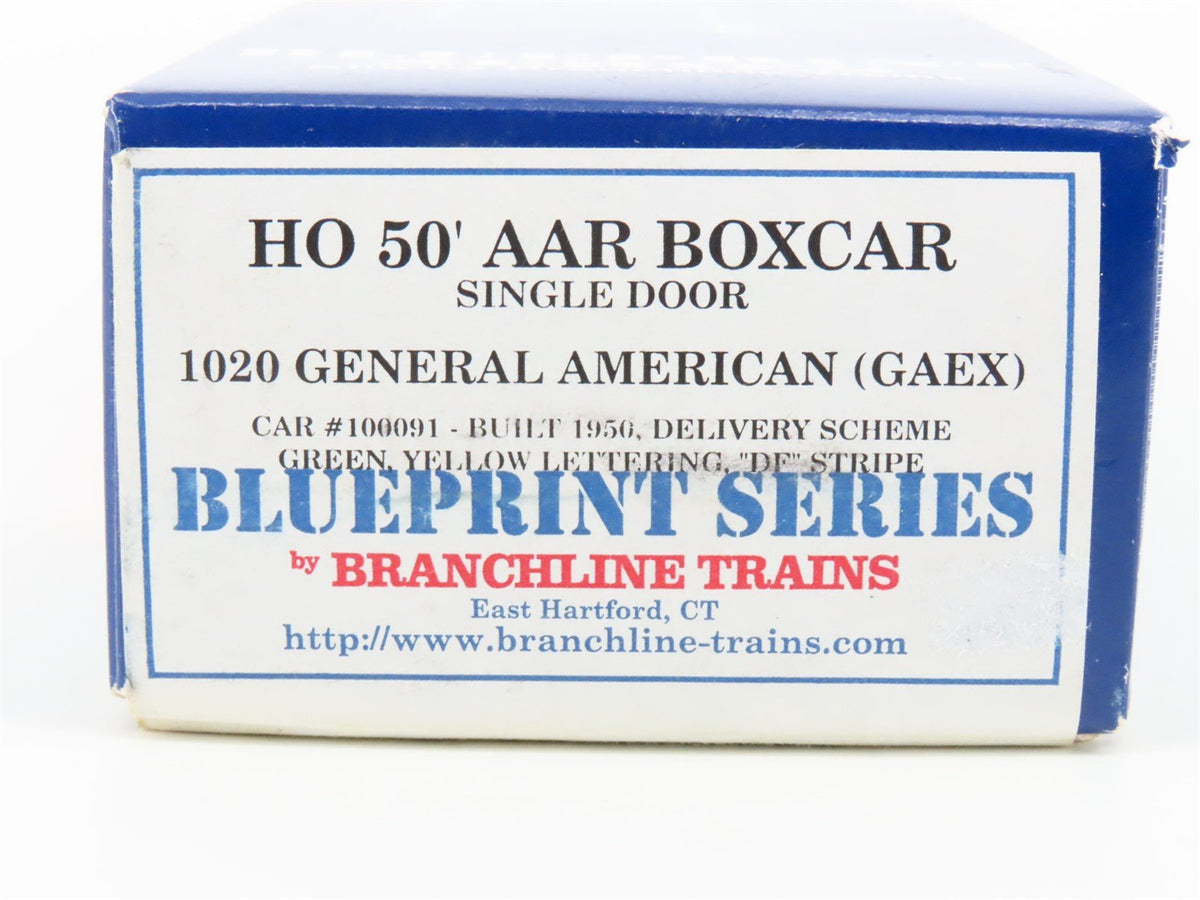 HO 50' AAR BOXCAR
SINGLE DOOR
1020 GENERAL AMERICAN (GAEX)
CAR #100091 - BUILT 1950, DELIVERY SCHEME
GREEN, YELLOW LETTERING, "DF" STRIPE
BLUEPRINT SERIES
by BRANCHLINE TRAINS
East Hartford, CT
http://www.branchline-trains.com